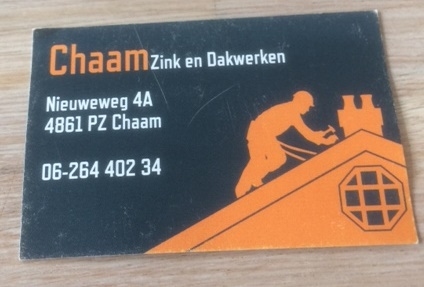 Chaam Zink en Dakwerken
Nieuweweg 4A
4861 PZ Chaam
06-264 402 34